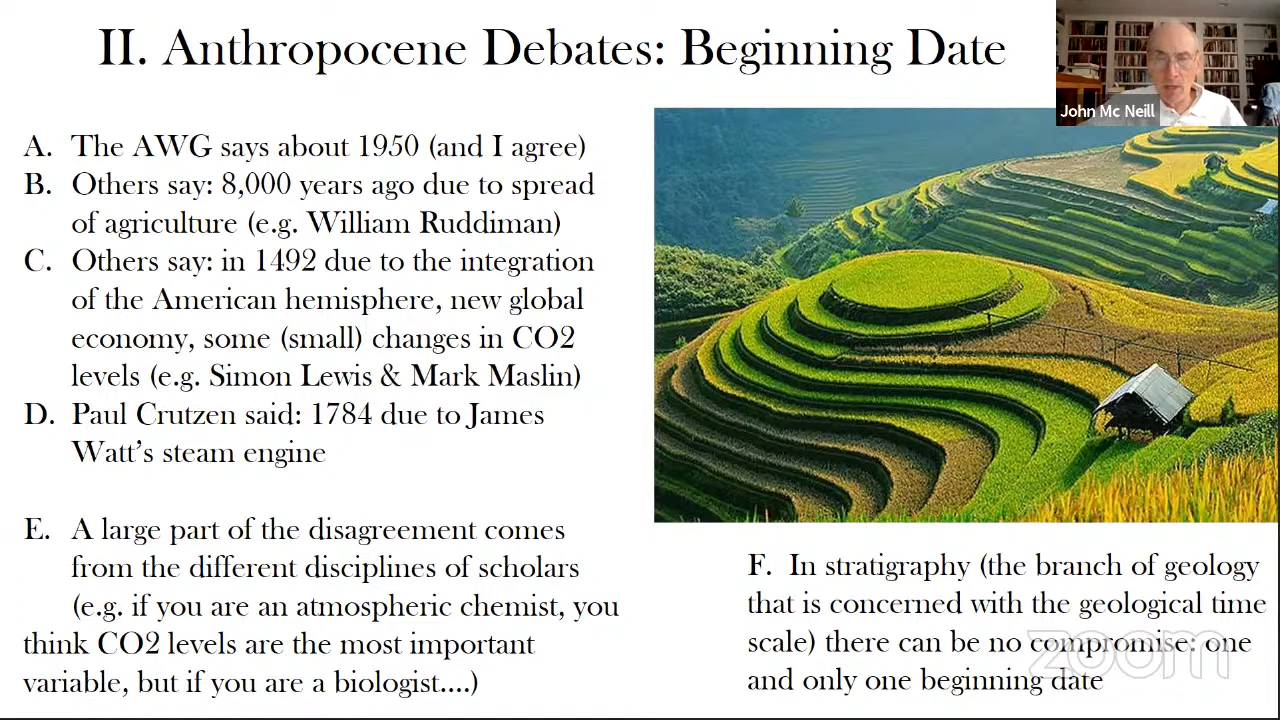 II. Anthropocene Debates: Beginning Date
John Mc Neill
A. The AWG says about 1950 (and I agree)
B. Others say: 8,000 years ago due to spread
of agriculture (e.g. William Ruddiman)
C. Others say: in 1492 due to the integration
of the American hemisphere, new global
economy, some (small) changes in CO2
levels (e.g. Simon Lewis & Mark Maslin)
D. Paul Crutzen said: 1784 due to James
Watt’s steam engine
E. A large part of the disagreement comes
from the different disciplines of scholars
(e.g. if you are an atmospheric chemist, you
think CO2 levels are the most important
variable, but if you are a biologist....)
F. In stratigraphy (the branch of geology
that is concerned with the geological time
scale) there can be no compromise: one
and only one beginning date
zoom